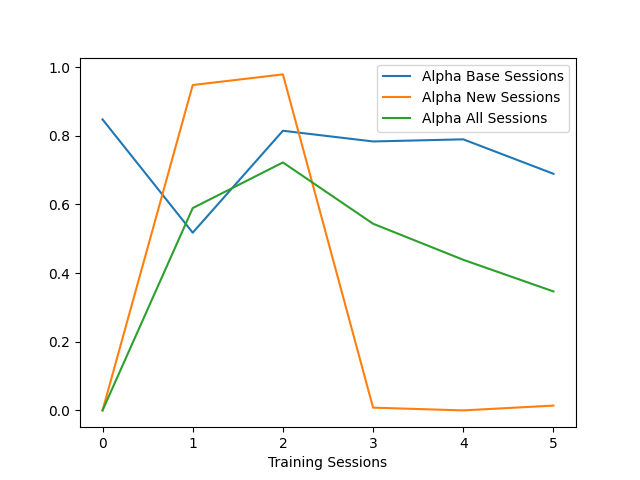 1.0
0.8
0.6
0.4
0.2
0.0
Alpha Base Sessions
Alpha New Sessions
Alpha All Sessions
0 1 2 3 4 5
Training Sessions